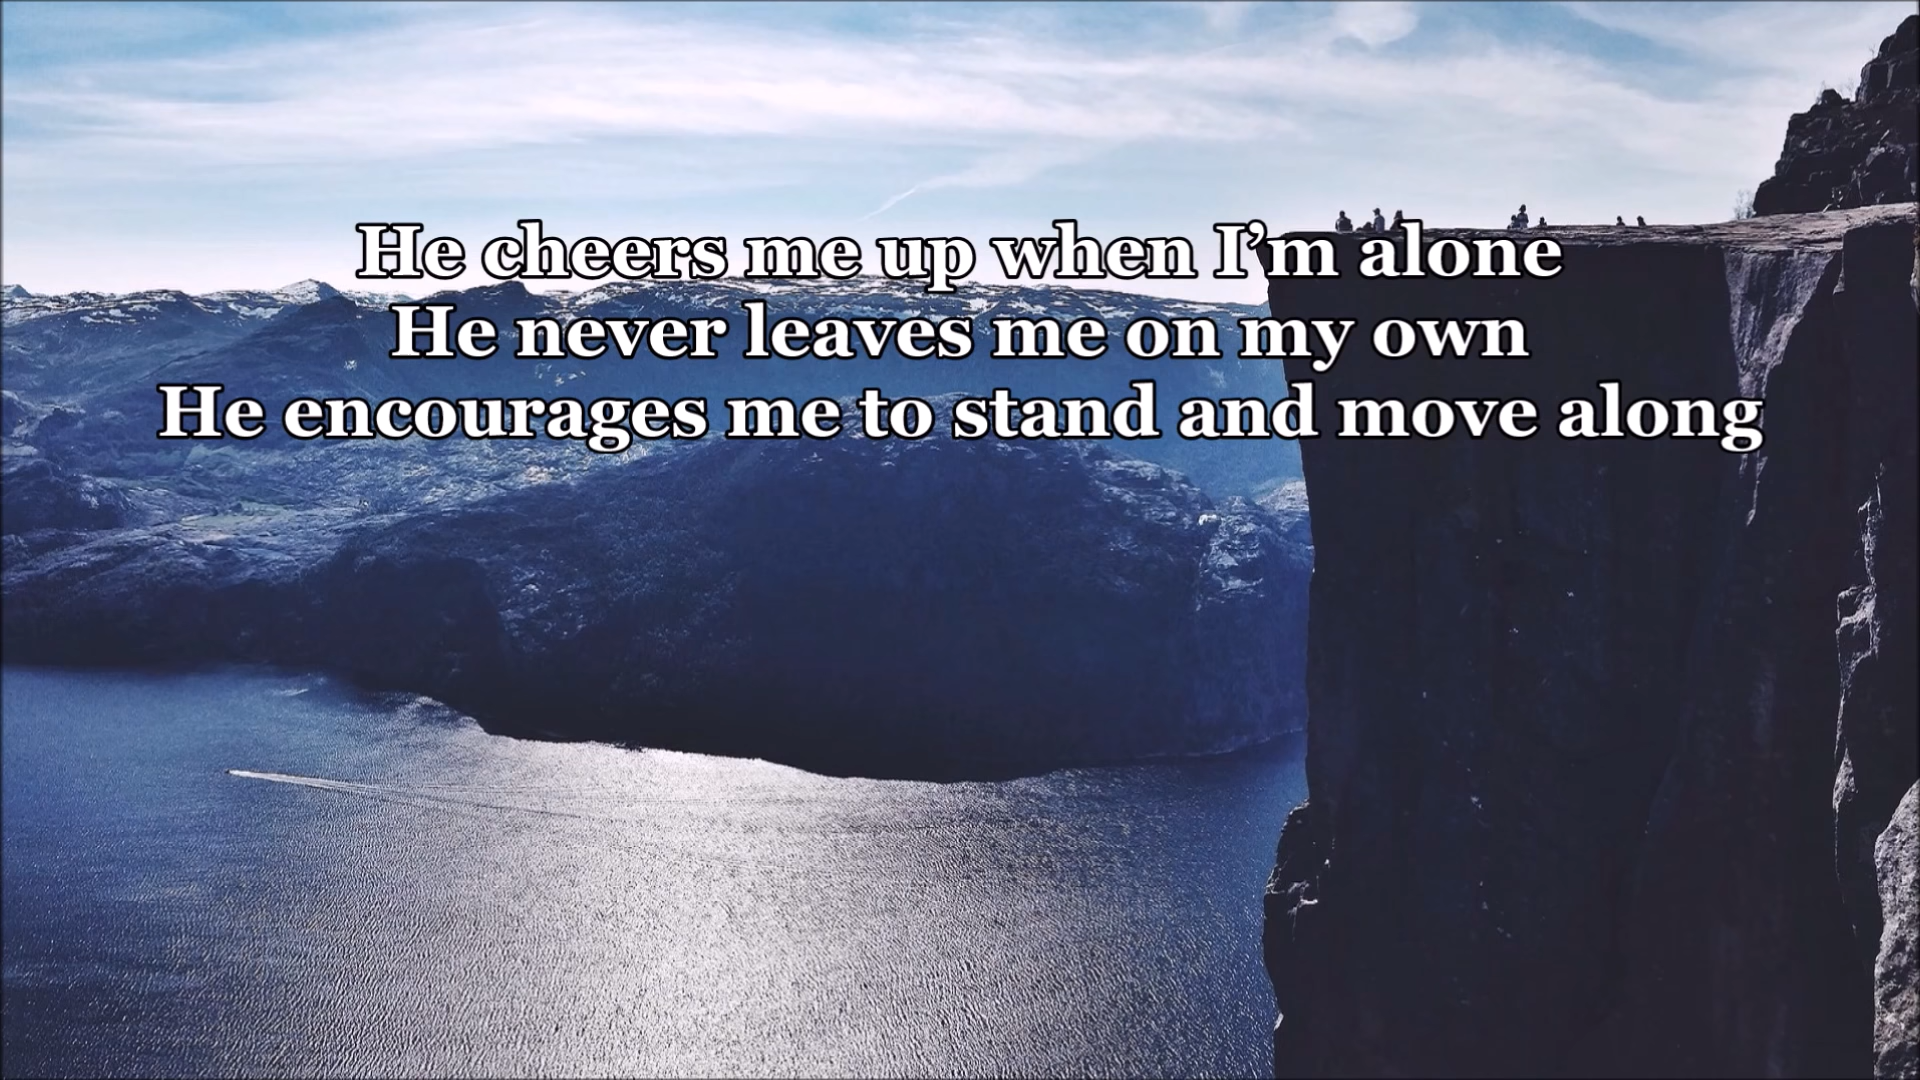 He cheers me up when I’m alone
He never leaves me on my own
He encourages me to stand and move along